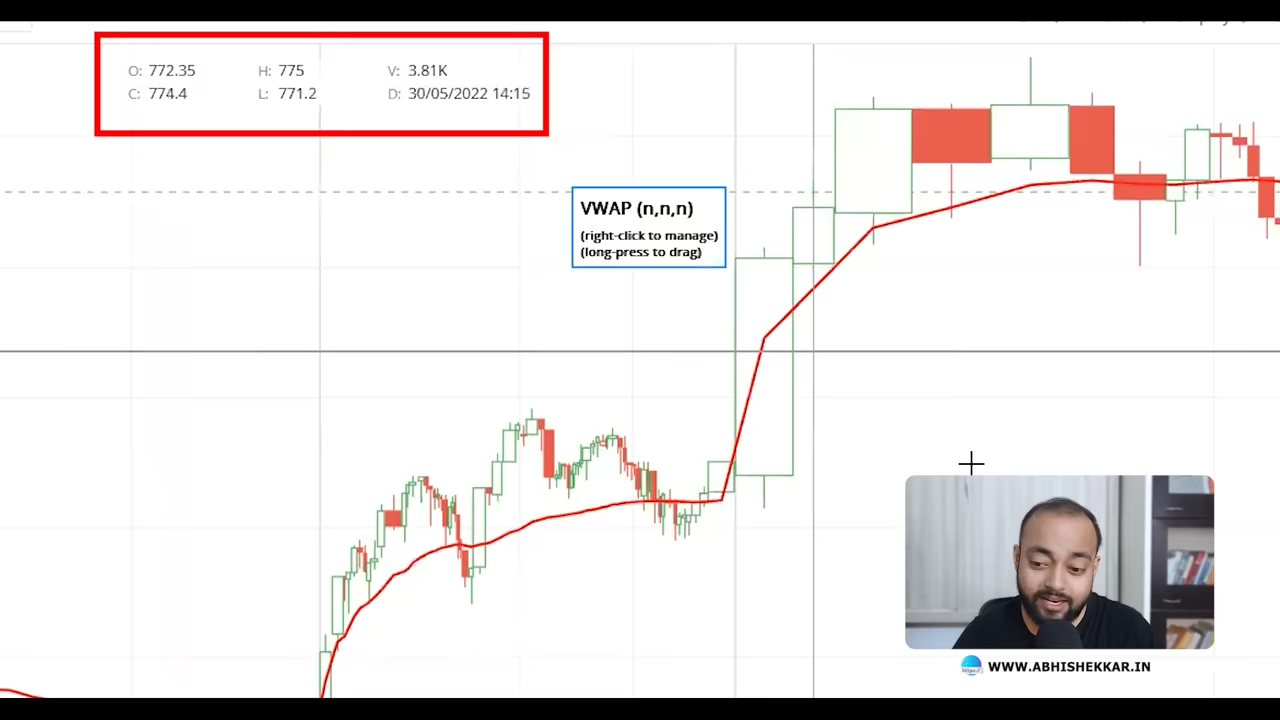 O: 772.35 H: 775 V: 3.81K
C: 774.4 L: 771.2 D: 30/05/2022 14:15
VWAP (n,n,n)
(right-click to manage)
(long-press to drag)
WWW.ABHISHEKKAR.IN